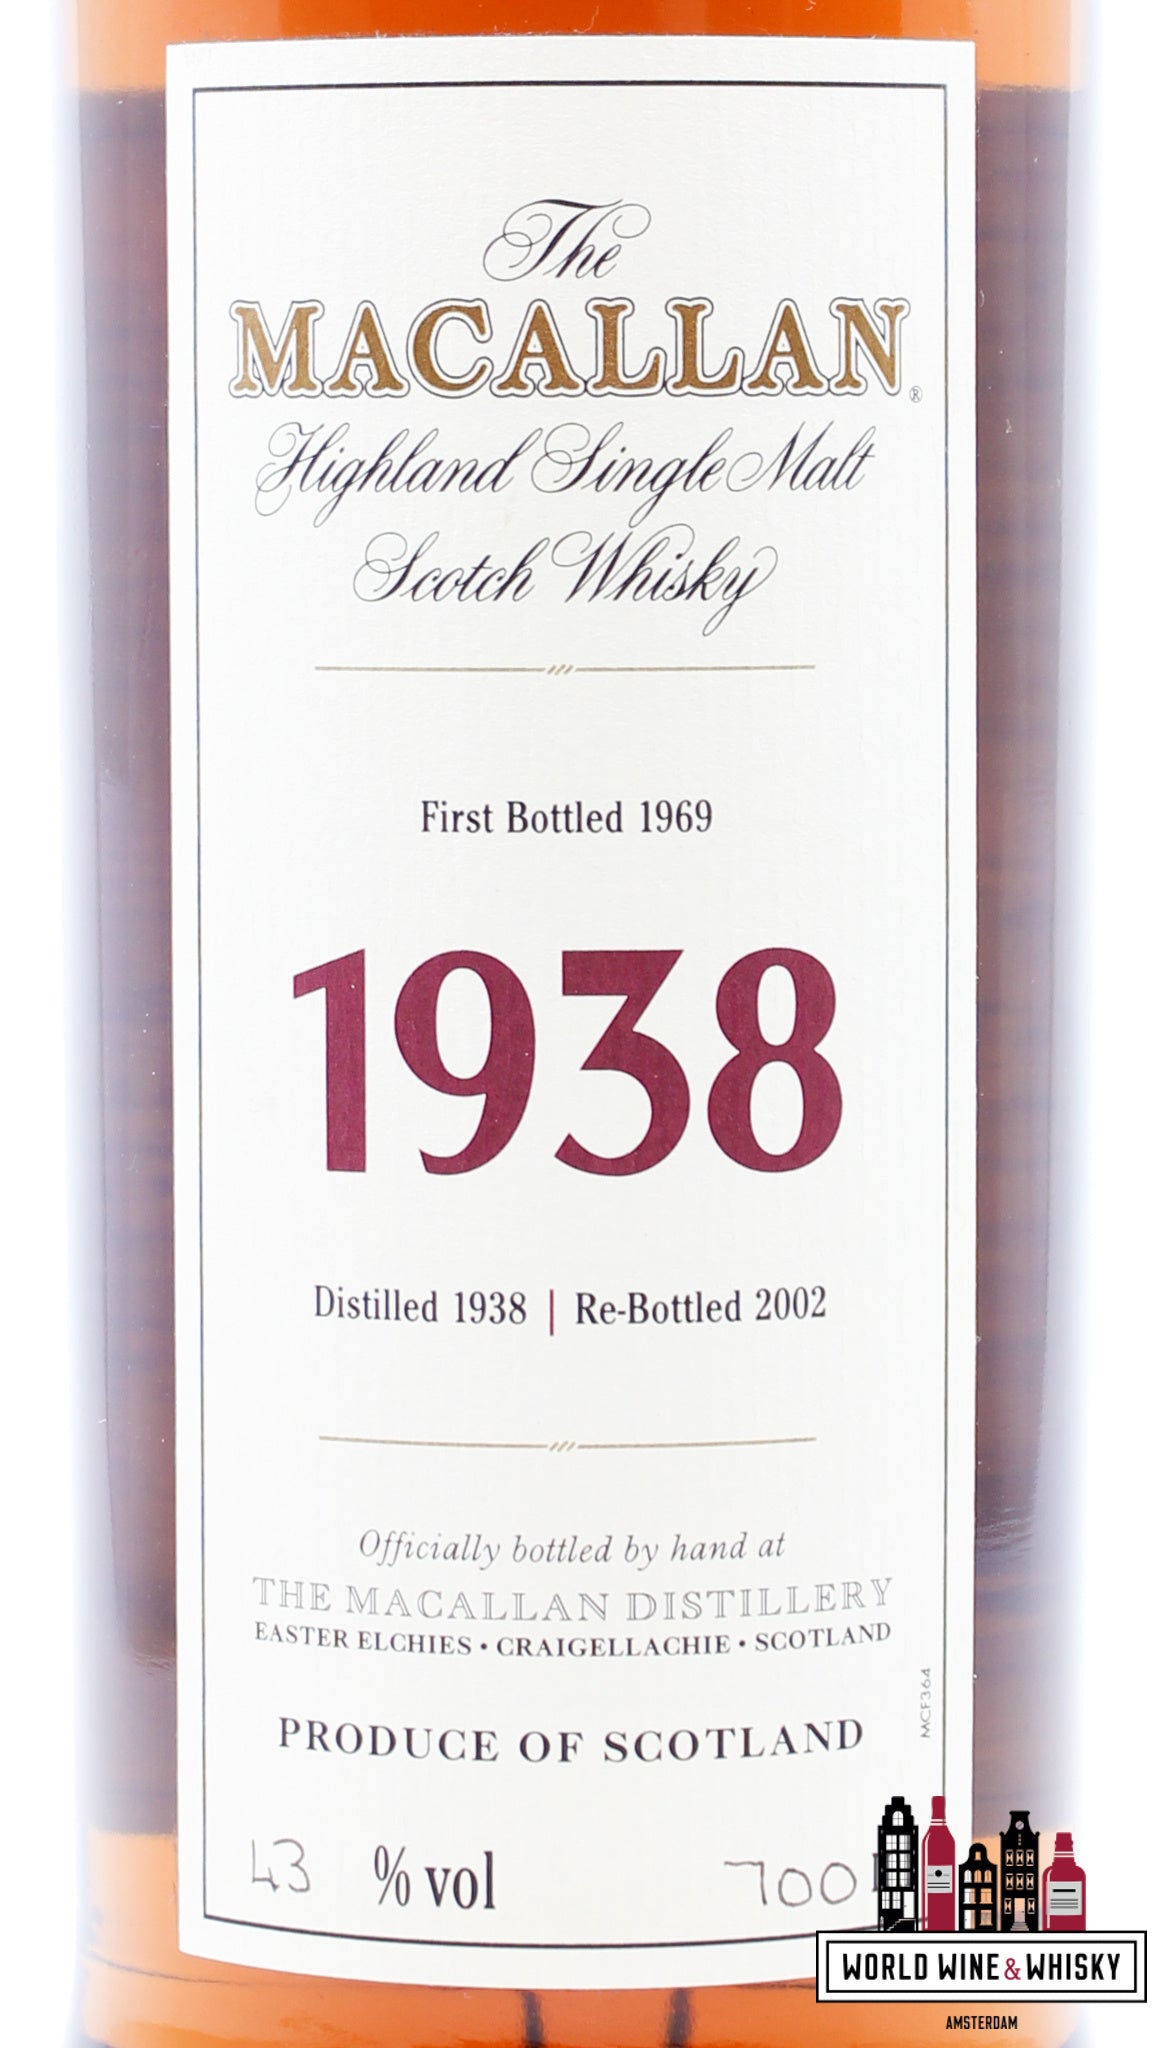 The
MACALLAN®
Highland Single Malt
Scotch Whisky
First Bottled 1969
1938
Distilled 1938 | Re-Bottled 2002
Officially bottled by hand at
THE MACALLAN DISTILLERY
EASTER ELCHIES • CRAIGELLACHIE • SCOTLAND
MCF364
PRODUCE OF SCOTLAND
43 % vol 700
WORLD WINE & WHISKY
AMSTERDAM